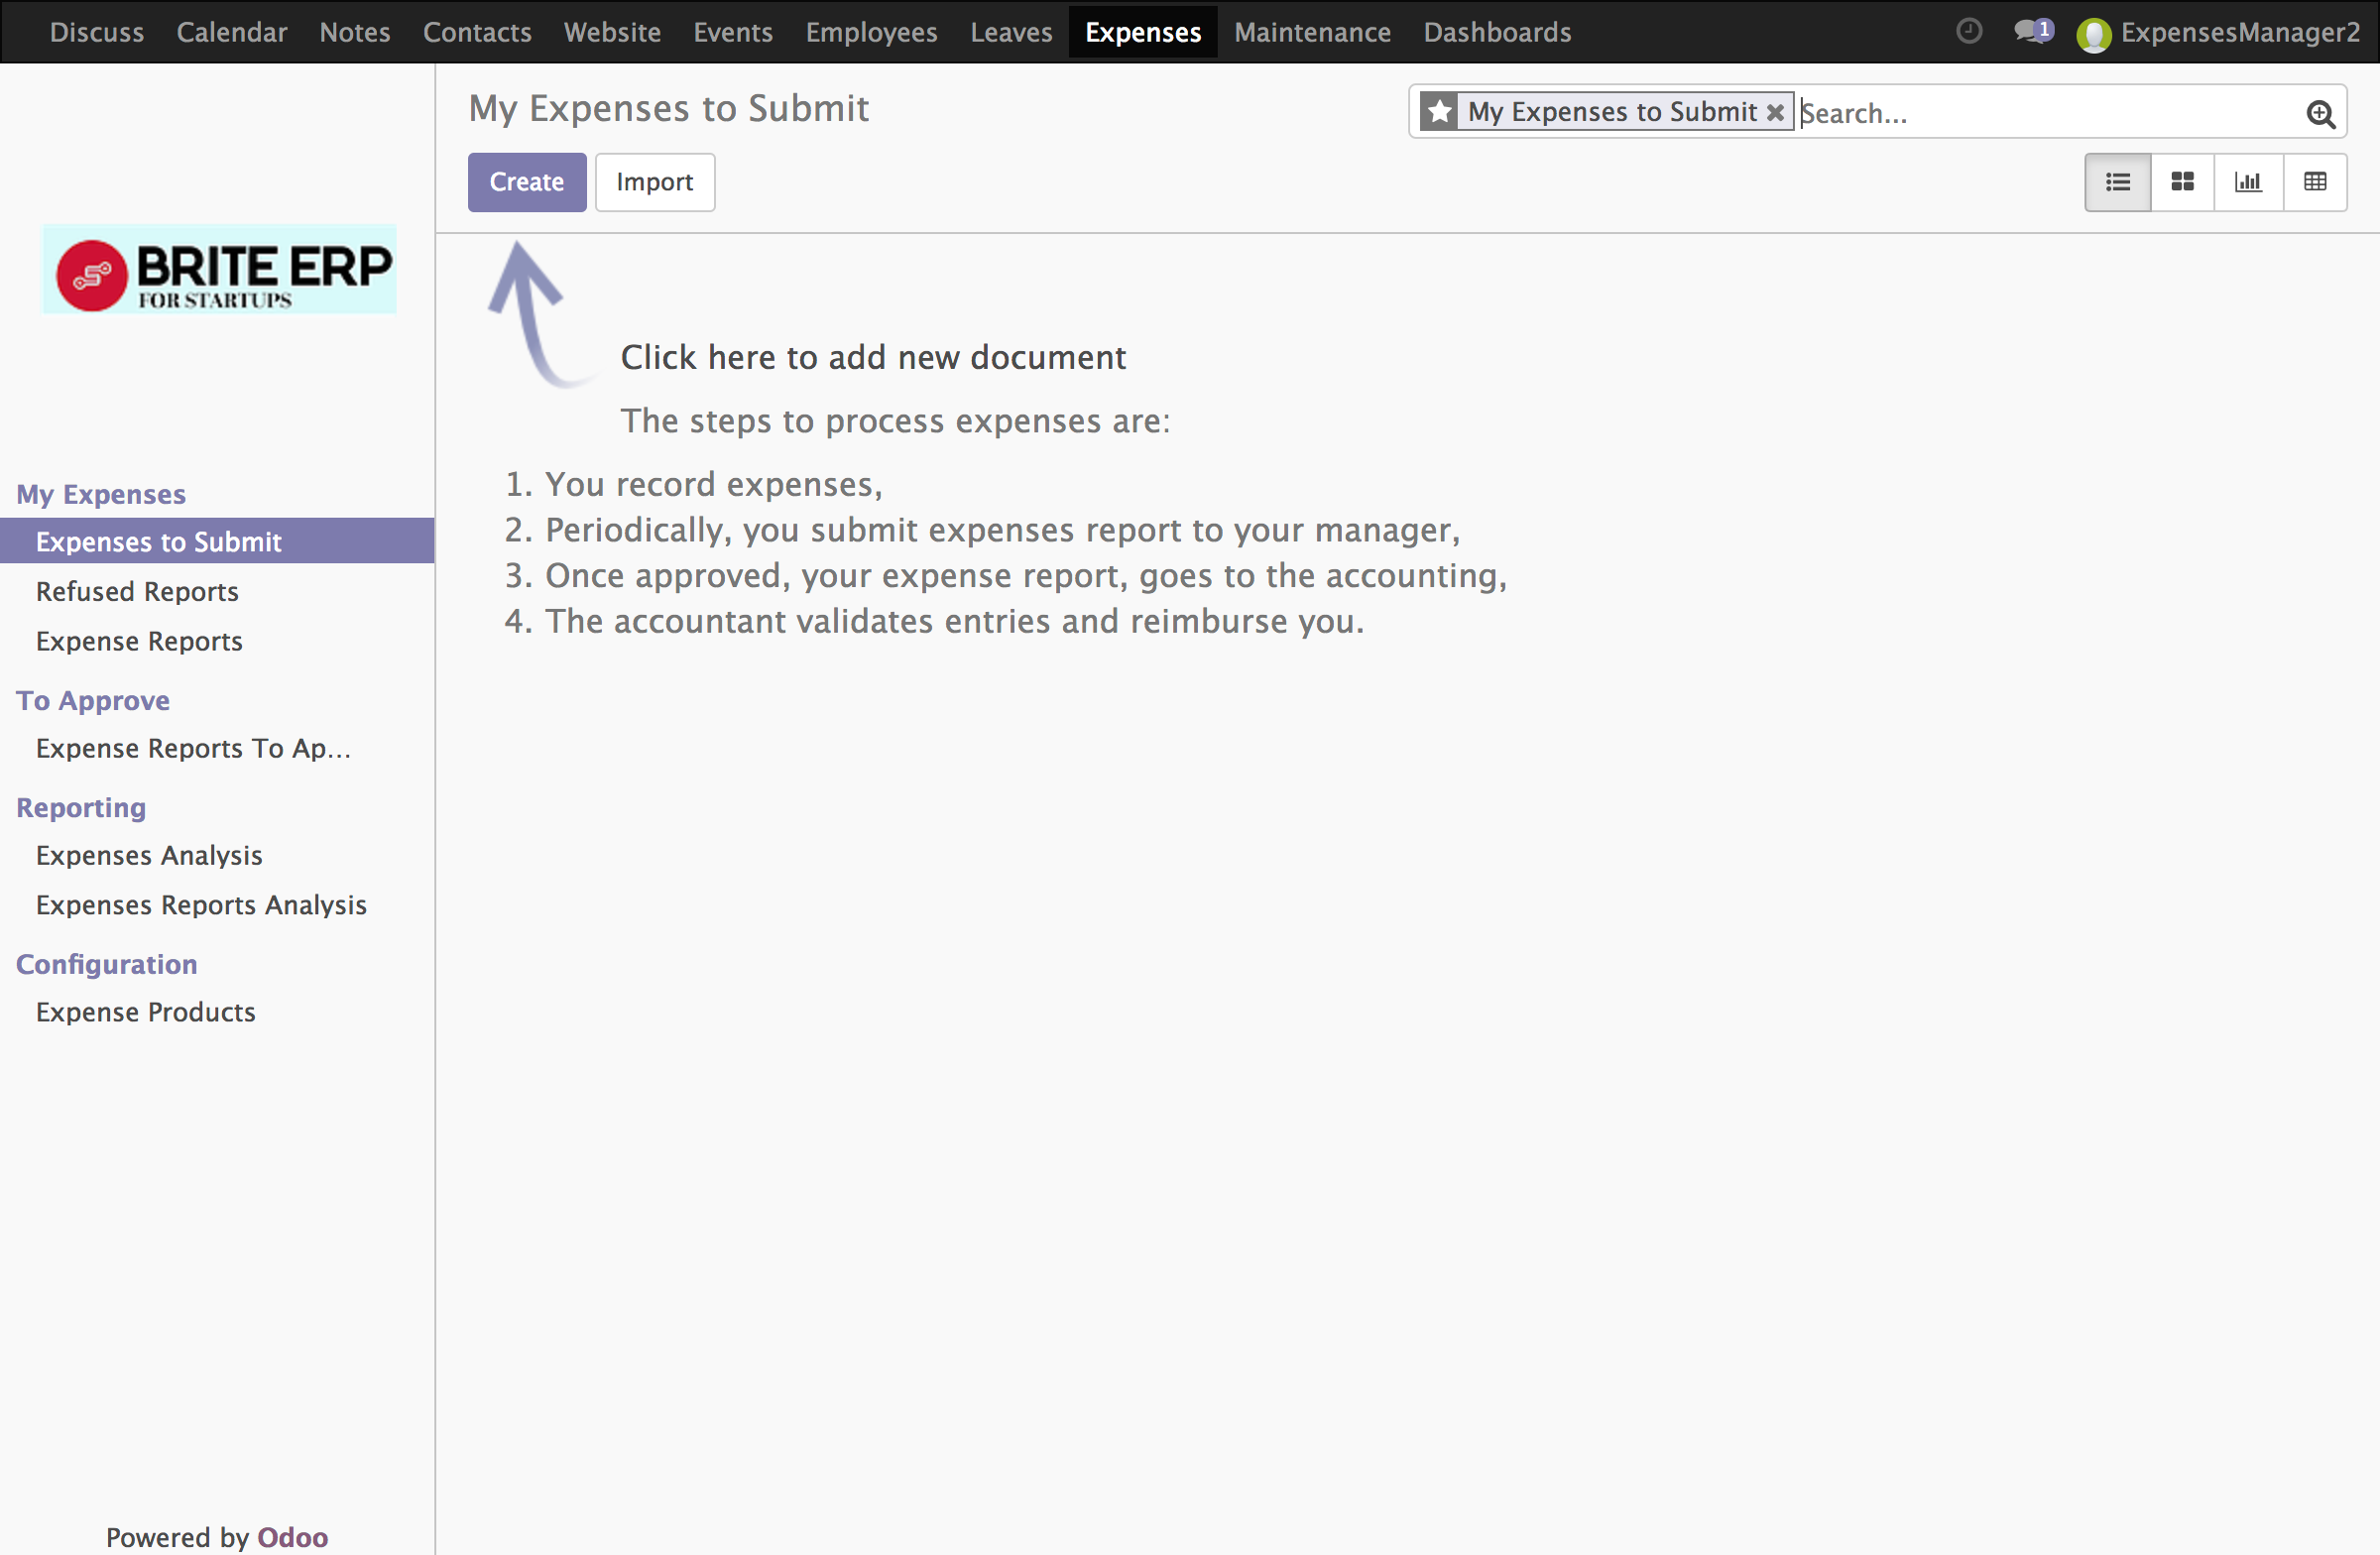 Discuss Calendar Notes Contacts Website Events Employees Leaves Expenses Maintenance Dashboards 1 ExpensesManager2
My Expenses to Submit
My Expenses to Submit Search...
Create Import
BRITE ERP
FOR STARTUPS
Click here to add new document
The steps to process expenses are:
1. You record expenses,
2. Periodically, you submit expenses report to your manager,
3. Once approved, your expense report, goes to the accounting,
4. The accountant validates entries and reimburse you.
My Expenses
Expenses to Submit
Refused Reports
Expense Reports
To Approve
Expense Reports To Ap...
Reporting
Expenses Analysis
Expenses Reports Analysis
Configuration
Expense Products
Powered by Odoo